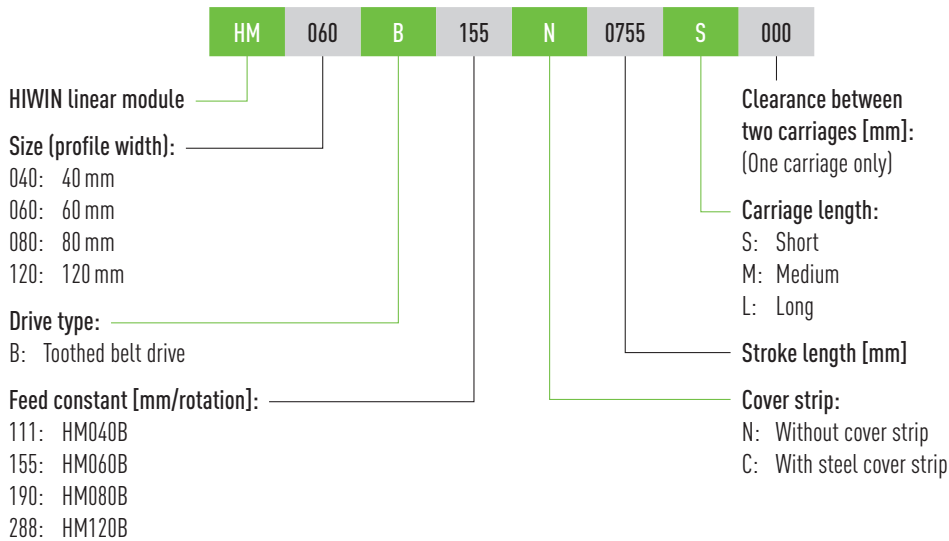 HM 060 B 155 N 0755 S 000
HIWIN linear module
Size (profile width):
040: 40 mm
060: 60 mm
080: 80 mm
120: 120 mm
Drive type:
B: Toothed belt drive
Feed constant [mm/rotation]:
111: HM040B
155: HM060B
190: HM080B
288: HM120B
Clearance between
two carriages [mm]:
(One carriage only)
Carriage length:
S: Short
M: Medium
L: Long
Stroke length [mm]
Cover strip:
N: Without cover strip
C: With steel cover strip